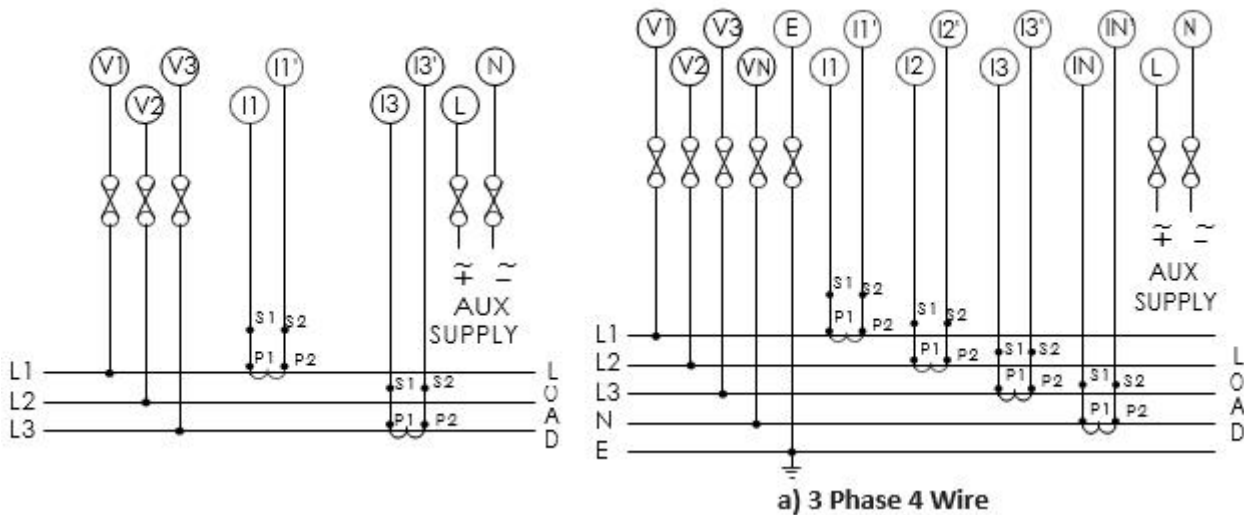 V1 V3 I1' I3' N
V2 I1 I3 L
~ + ~ −
AUX
SUPPLY
S1 S2
L1 P1 P2 L
L2 S1 S2 O
A
L3 P1 P2 D
V1 V3 E I1' I2' I3' IN' N
V2 VN I1 I2 I3 IN L
~ + ~ −
AUX
SUPPLY
S1 S2
S1 S2
L1 P1 P2
S1 S2 L
L2 P1 P2
S1 S2 O
L3 P1 P2 A
N P1 P2 D
E
a) 3 Phase 4 Wire